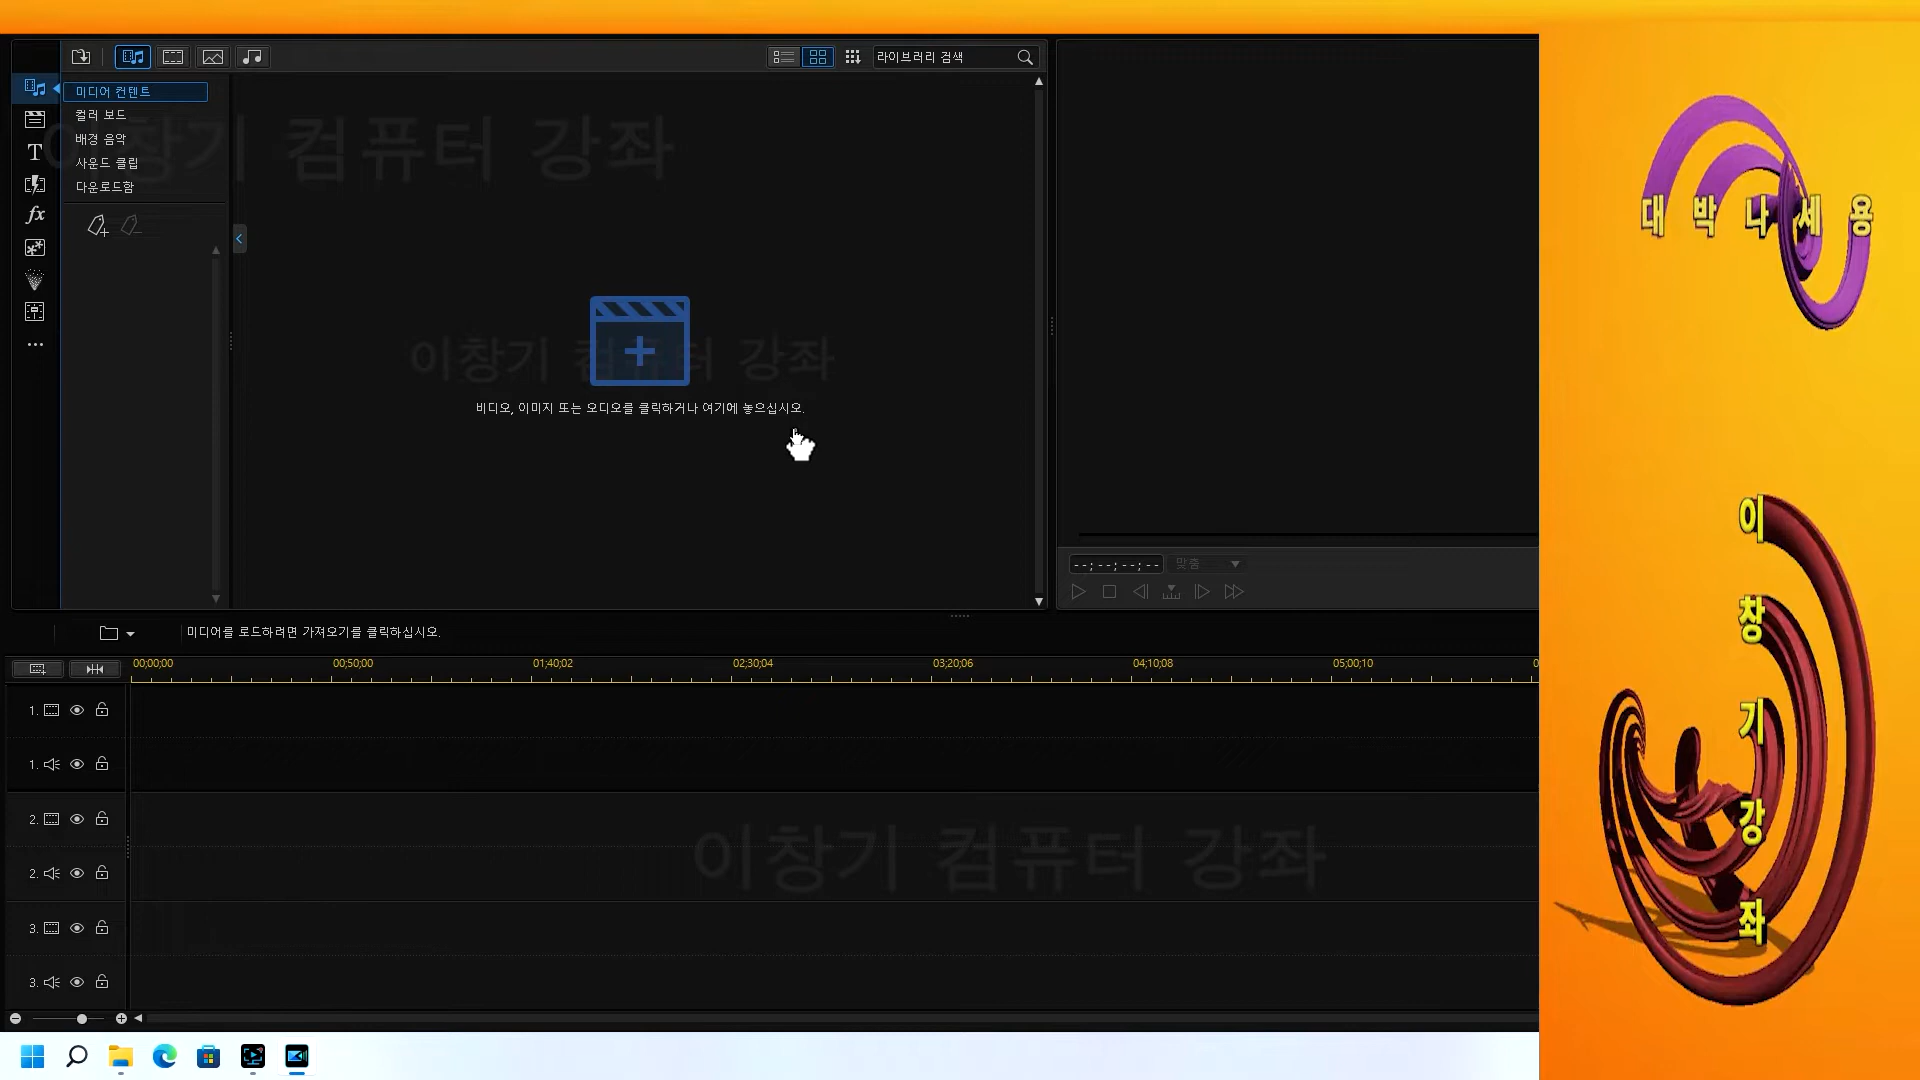 라이브러리 검색
미디어 컨텐트
컬러 보드
배경 음악
사운드 클립
다운로드함
이창기 컴퓨터 강좌
이창기 컴퓨터 강좌
비디오, 이미지 또는 오디오를 클릭하거나 여기에 놓으십시오.
--;--;--;--
맞춤
미디어를 로드하려면 가져오기를 클릭하십시오.
00;00;00 00;50;00 01;40;02 02;30;04 03;20;06 04;10;08 05;00;10
1.
1.
2.
2.
이창기 컴퓨터 강좌
3.
3.
대박나세용
이창기강좌